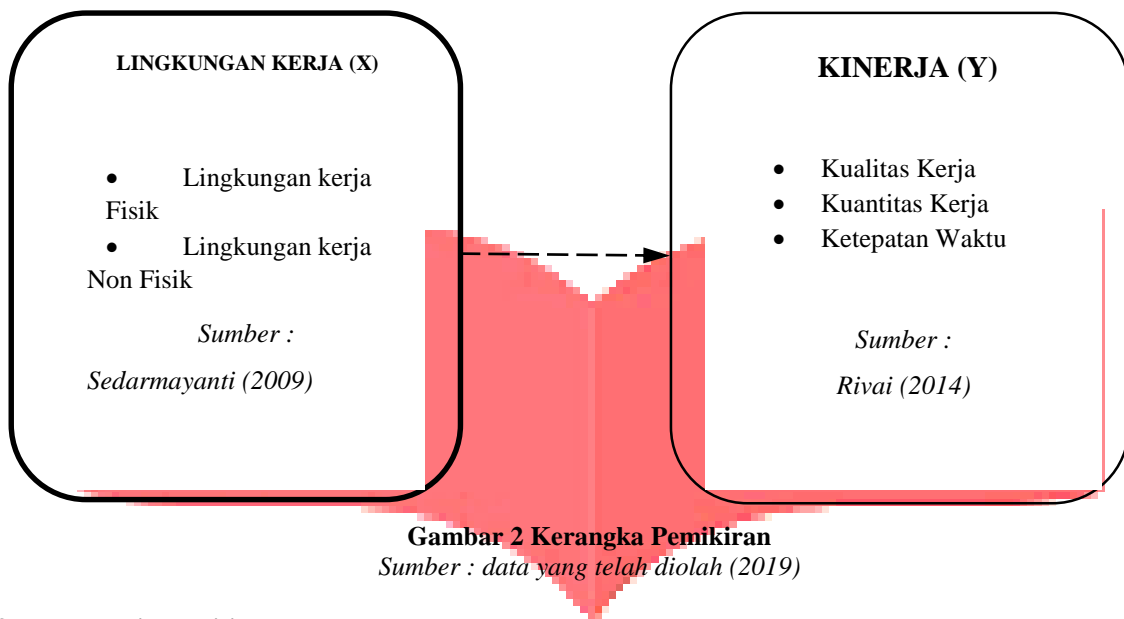 LINGKUNGAN KERJA (X)
• Lingkungan kerja
Fisik
• Lingkungan kerja
Non Fisik
Sumber :
Sedarmayanti (2009)
KINERJA (Y)
• Kualitas Kerja
• Kuantitas Kerja
• Ketepatan Waktu
Sumber :
Rivai (2014)
Gambar 2 Kerangka Pemikiran
Sumber : data yang telah diolah (2019)